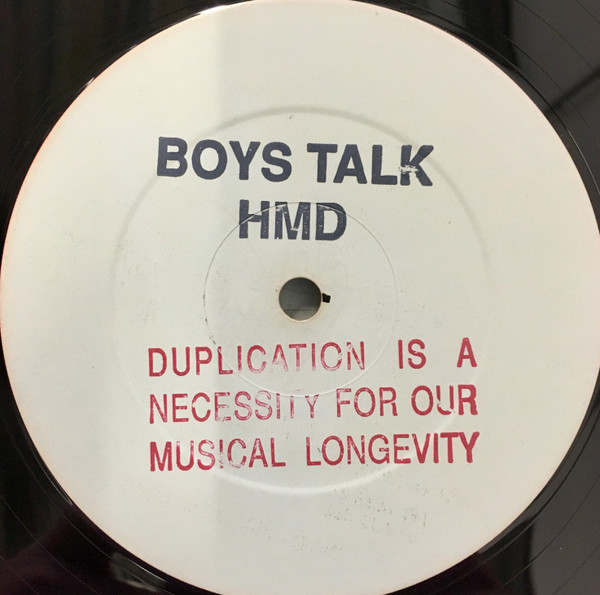 BOYS TALK
HMD
DUPLICATION IS A
NECESSITY FOR OUR
MUSICAL LONGEVITY